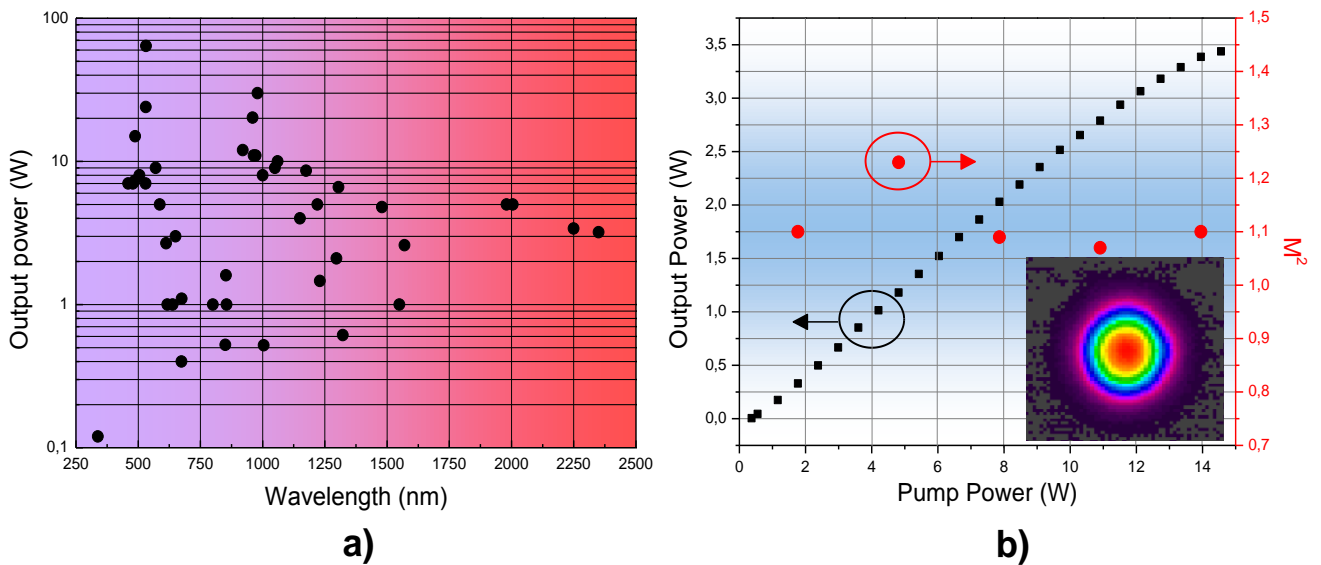 100
10
1
0,1
Output power (W)
250 500 750 1000 1250 1500 1750 2000 2250 2500
Wavelength (nm)
a)
3,5
3,0
2,5
2,0
1,5
1,0
0,5
0,0
Output Power (W)
0 2 4 6 8 10 12 14
Pump Power (W)
1,5
1,4
1,3
1,2
1,1
1,0
0,9
0,8
0,7
M²
b)